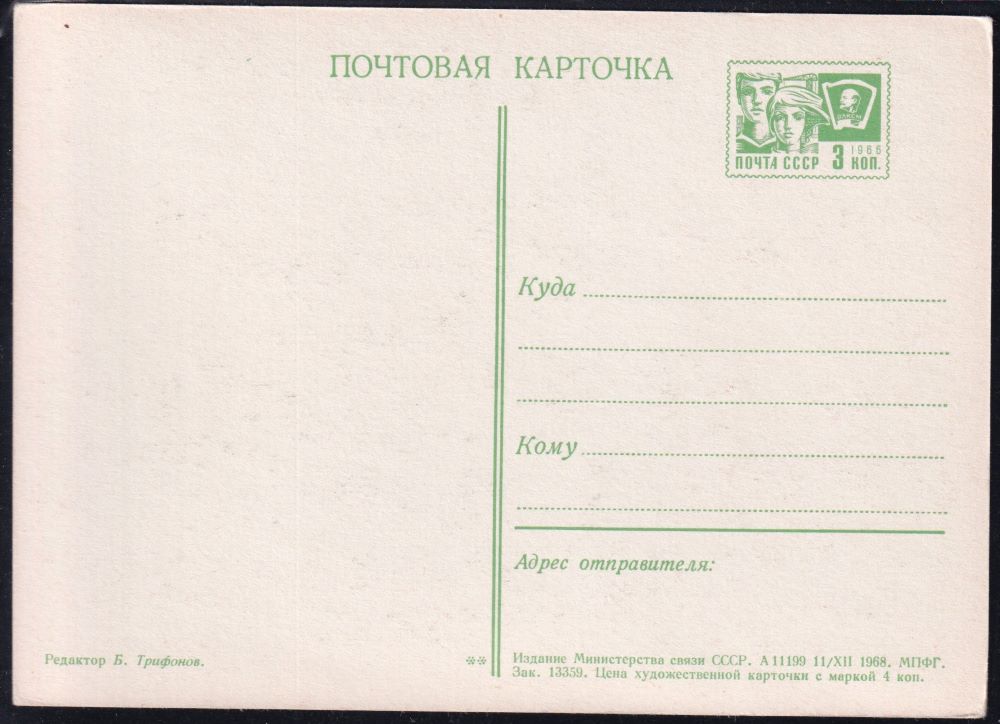 ПОЧТОВАЯ КАРТОЧКА
ВЛКСМ
1966
ПОЧТА СССР 3 КОП.
Куда
Кому
Адрес отправителя:
Редактор Б. Трифонов.
**
Издание Министерства связи СССР. А 11199 11/XII 1968. МПФГ.
Зак. 13359. Цена художественной карточки с маркой 4 коп.